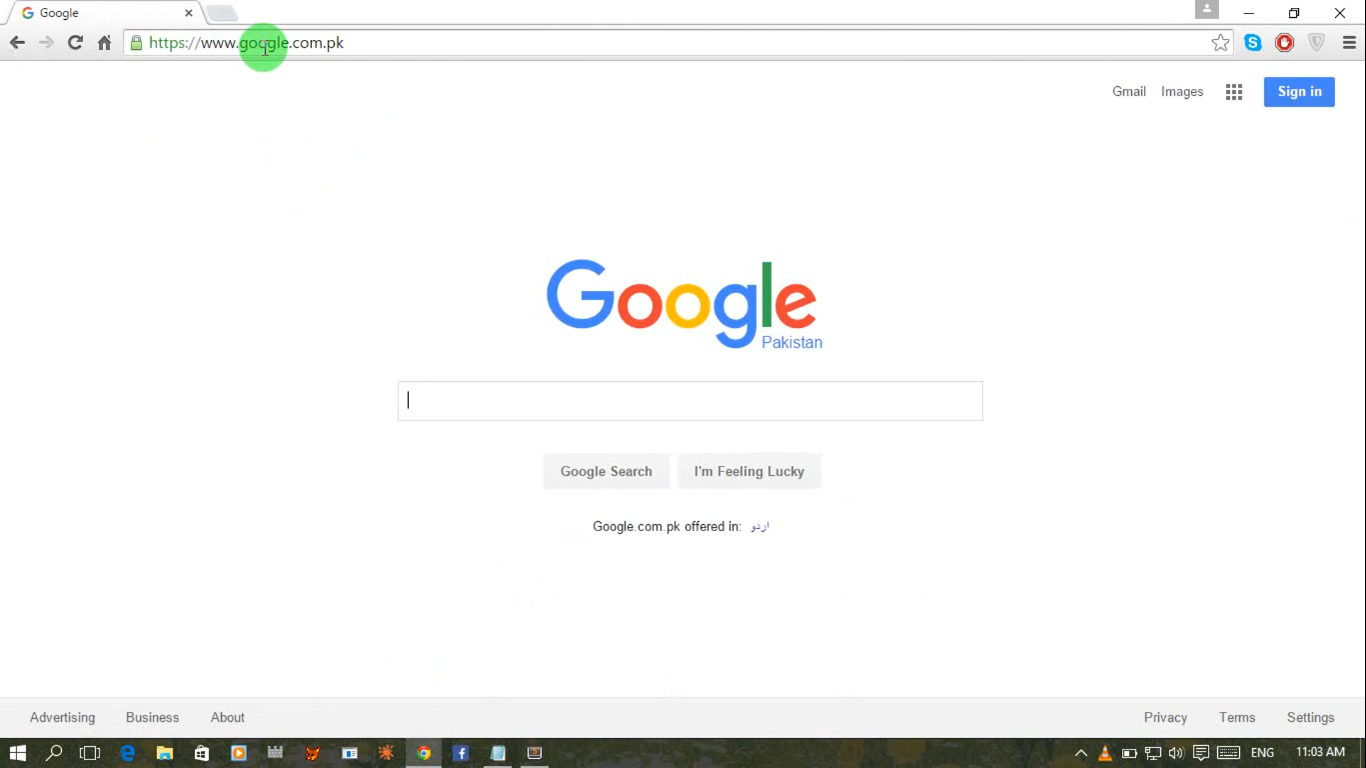 Google
https://www.google.com.pk
Gmail Images Sign in
Google
Pakistan
Google Search I'm Feeling Lucky
Google.com.pk offered in: اردو
Advertising Business About Privacy Terms Settings
ENG 11:03 AM